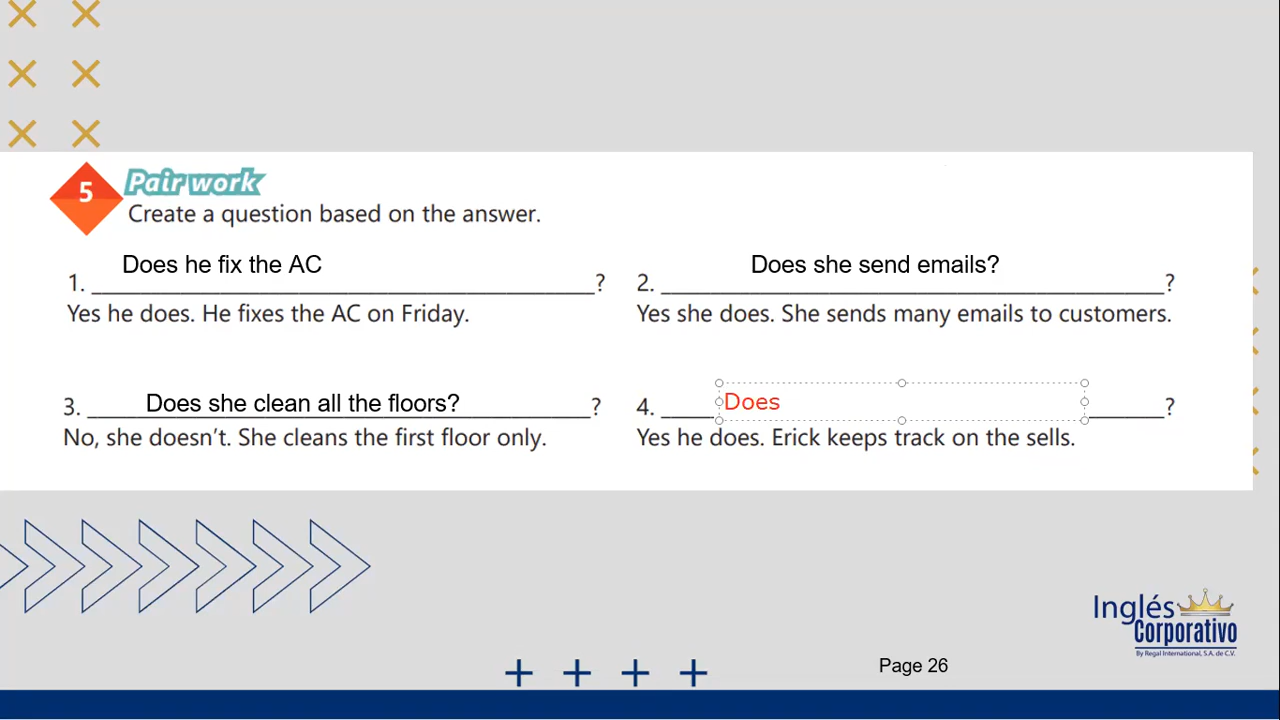 5 Pair work
Create a question based on the answer.
Does he fix the AC
1. ?
Yes he does. He fixes the AC on Friday.
Does she send emails?
2. ?
Yes she does. She sends many emails to customers.
Does she clean all the floors?
3. ?
No, she doesn't. She cleans the first floor only.
Does
4. ?
Yes he does. Erick keeps track on the sells.
Inglés
Corporativo
By Regal International, S.A. de C.V.
Page 26